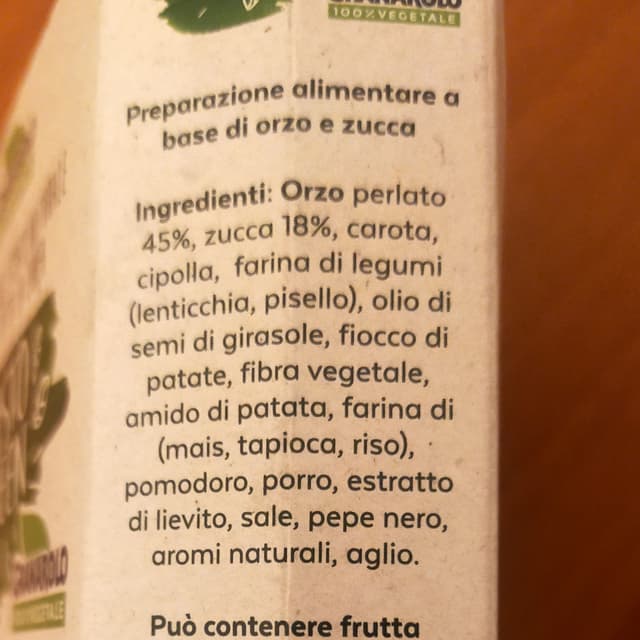 GRANAROLO
100% VEGETALE
Preparazione alimentare a
base di orzo e zucca
Ingredienti: Orzo perlato
45%, zucca 18%, carota,
cipolla, farina di legumi
(lenticchia, pisello), olio di
semi di girasole, fiocco di
patate, fibra vegetale,
amido di patata, farina di
(mais, tapioca, riso),
pomodoro, porro, estratto
di lievito, sale, pepe nero,
aromi naturali, aglio.
Può contenere frutta
GRANAROLO